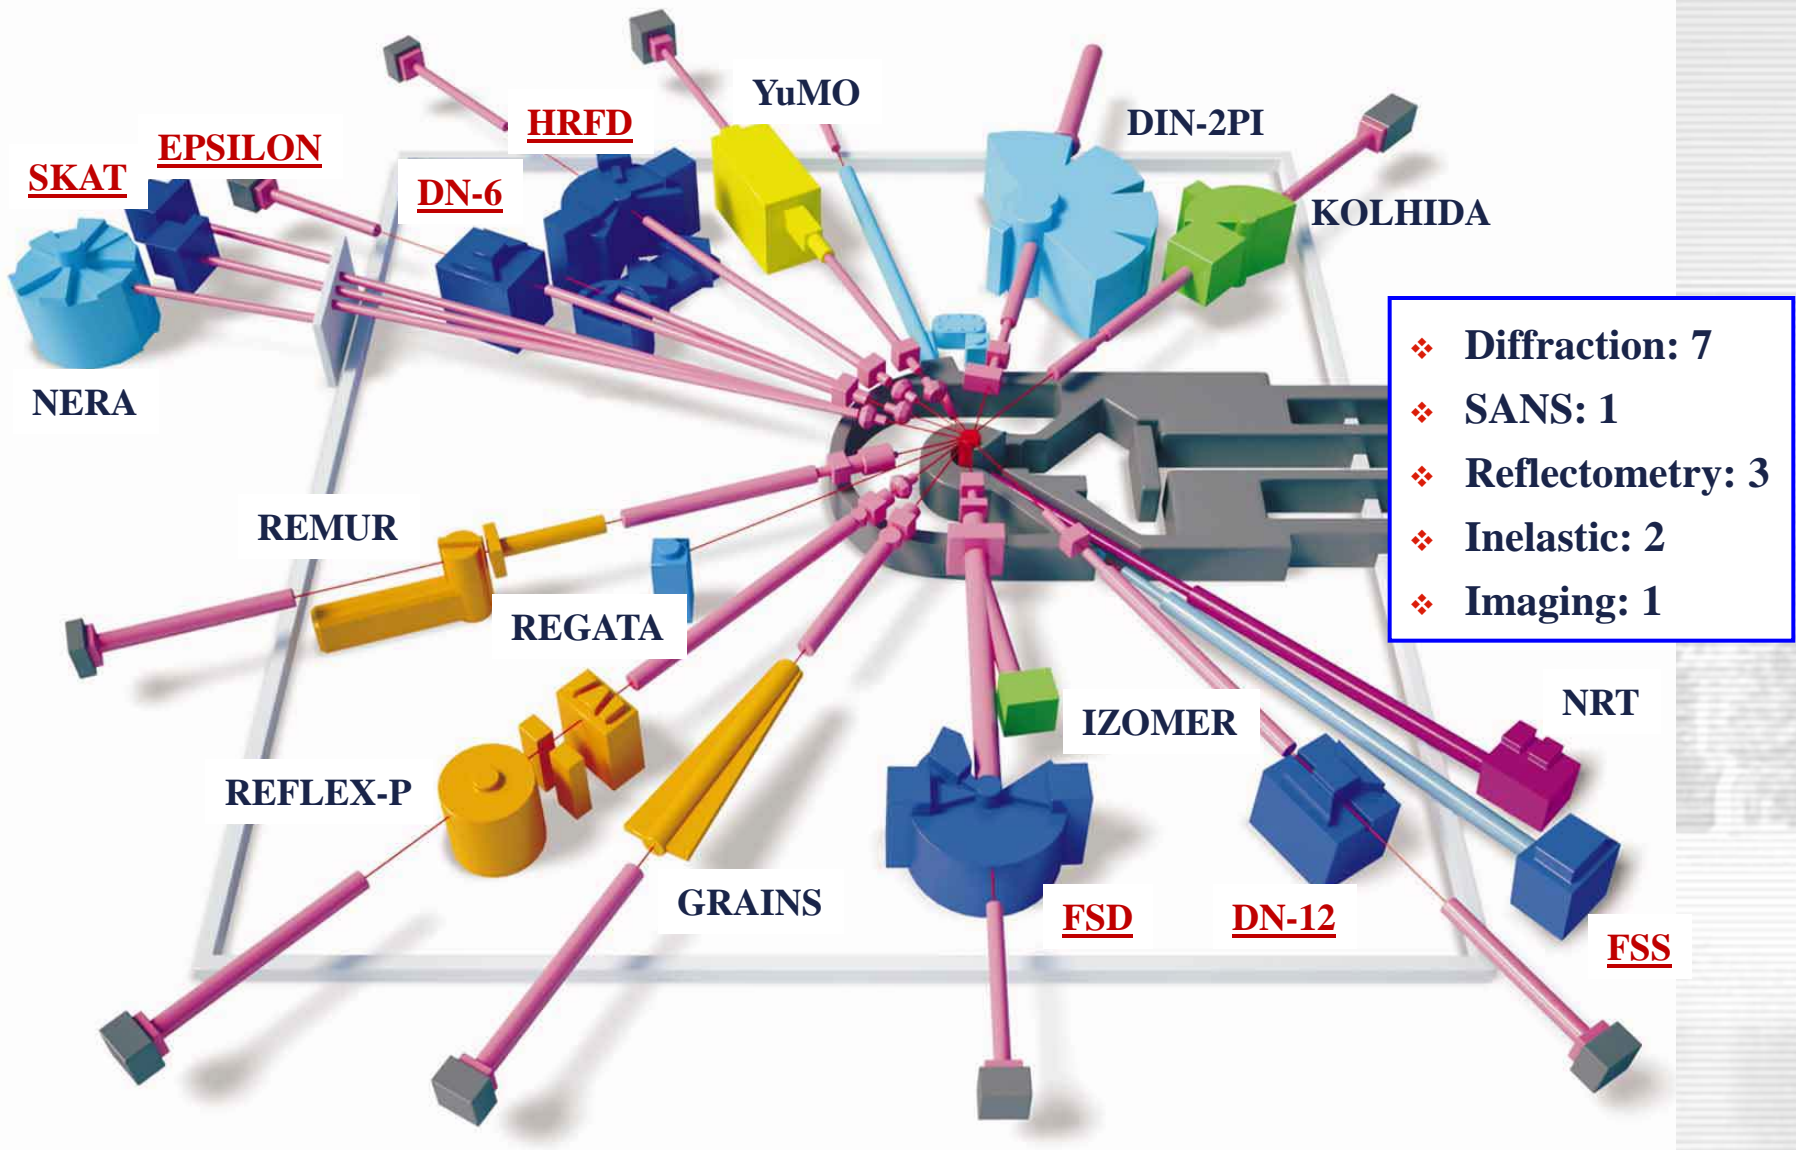 YuMO
HRFD
DIN-2PI
EPSILON
SKAT
DN-6
KOLHIDA
NERA
❖ Diffraction: 7
❖ SANS: 1
❖ Reflectometry: 3
❖ Inelastic: 2
❖ Imaging: 1
REMUR
REGATA
NRT
IZOMER
REFLEX-P
GRAINS
FSD
DN-12
FSS